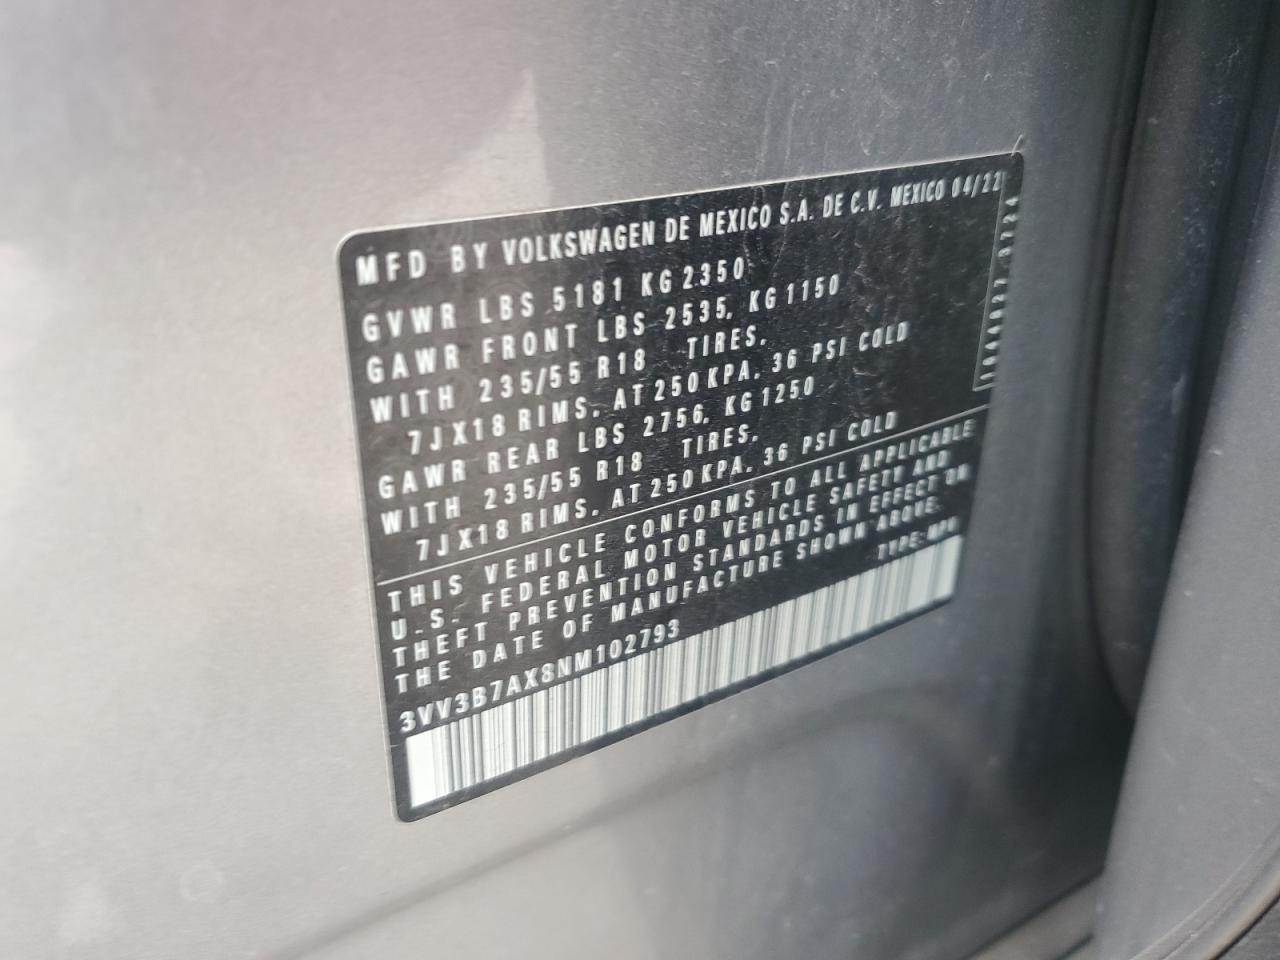 MFD BY VOLKSWAGEN DE MEXICO S.A. DE C.V. MEXICO 04/22
GVWR LBS 5181 KG 2350
GAWR FRONT LBS 2535, KG 1150
WITH 235/55 R18 TIRES,
7JX18 RIMS, AT 250 KPA, 36 PSI COLD
GAWR REAR LBS 2756, KG 1250
WITH 235/55 R18 TIRES,
7JX18 RIMS, AT 250 KPA, 36 PSI COLD
THIS VEHICLE CONFORMS TO ALL APPLICABLE
U.S. FEDERAL MOTOR VEHICLE SAFETY AND
THEFT PREVENTION STANDARDS IN EFFECT ON
THE DATE OF MANUFACTURE SHOWN ABOVE.
TYPE: MPV
3VV3B7AX8NM102793